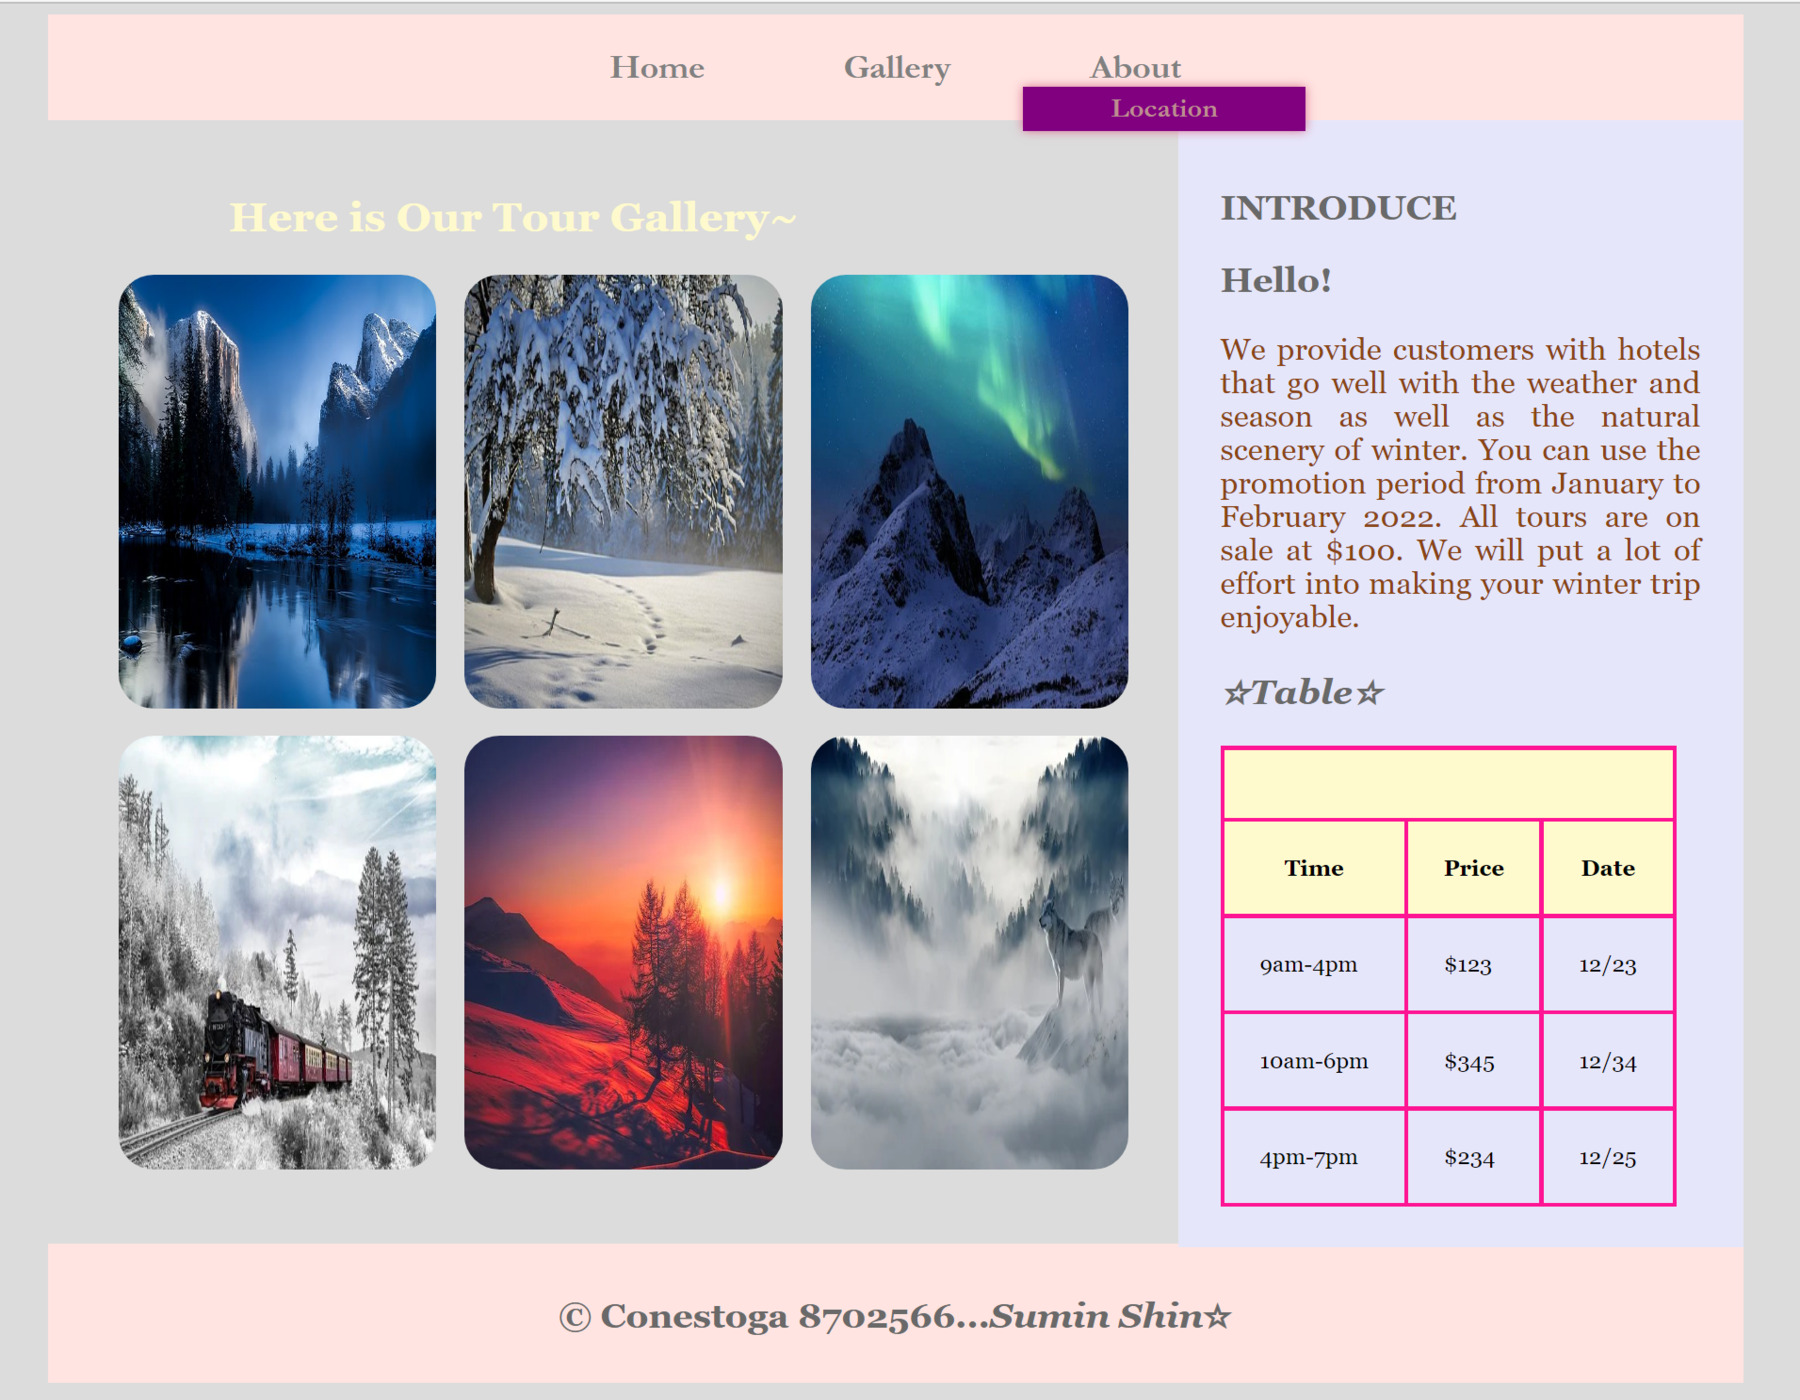 Home Gallery About
Location
Here is Our Tour Gallery~
INTRODUCE
Hello!
We provide customers with hotels
that go well with the weather and
season as well as the natural
scenery of winter. You can use the
promotion period from January to
February 2022. All tours are on
sale at $100. We will put a lot of
effort into making your winter trip
enjoyable.
☆Table☆
Time Price Date
9am-4pm $123 12/23
10am-6pm $345 12/34
4pm-7pm $234 12/25
© Conestoga 8702566...Sumin Shin☆